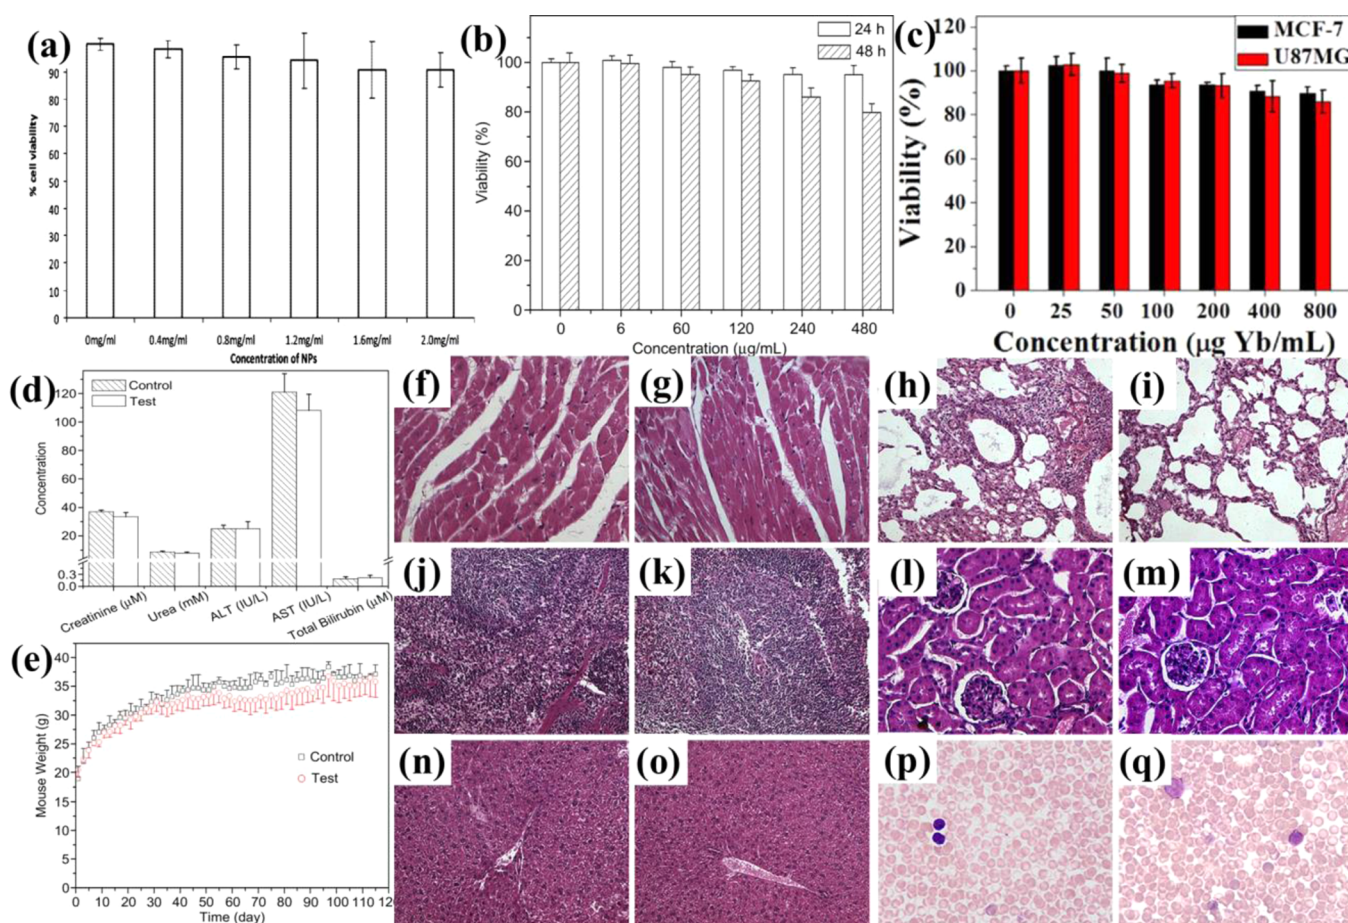 (a)
% cell viability
90
80
70
60
50
40
30
20
10
0
0mg/ml 0.4mg/ml 0.8mg/ml 1.2mg/ml 1.6mg/ml 2.0mg/ml
Concentration of NPs
(b)
24 h
48 h
Viability (%)
100
80
60
40
20
0
0 6 60 120 240 480
Concentration (μg/mL)
(c)
MCF-7
U87MG
Viability (%)
120
100
80
60
40
20
0
0 25 50 100 200 400 800
Concentration (μg Yb/mL)
(d)
Control
Test
Concentration
120
100
80
60
40
20
0.3
0.0
Creatinine (μM) Urea (mM) ALT (IU/L) AST (IU/L) Total Bilirubin (μM)
(e)
Mouse Weight (g)
40
35
30
25
20
15
10
5
0
Control
Test
0 10 20 30 40 50 60 70 80 90 100 110 120
Time (day)
(f) (g) (h) (i)
(j) (k) (l) (m)
(n) (o) (p) (q)